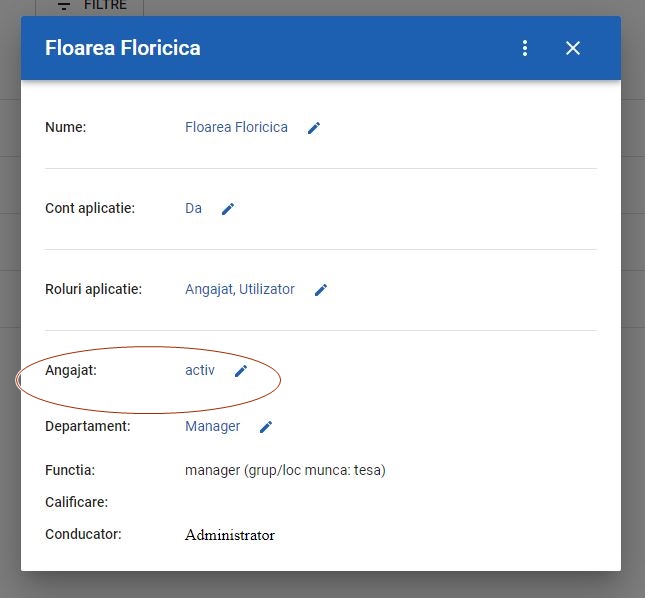 FILTRE
Floarea Floricica
Nume: Floarea Floricica
Cont aplicatie: Da
Roluri aplicatie: Angajat, Utilizator
Angajat: activ
Departament: Manager
Functia: manager (grup/loc munca: tesa)
Calificare:
Conducator: Administrator